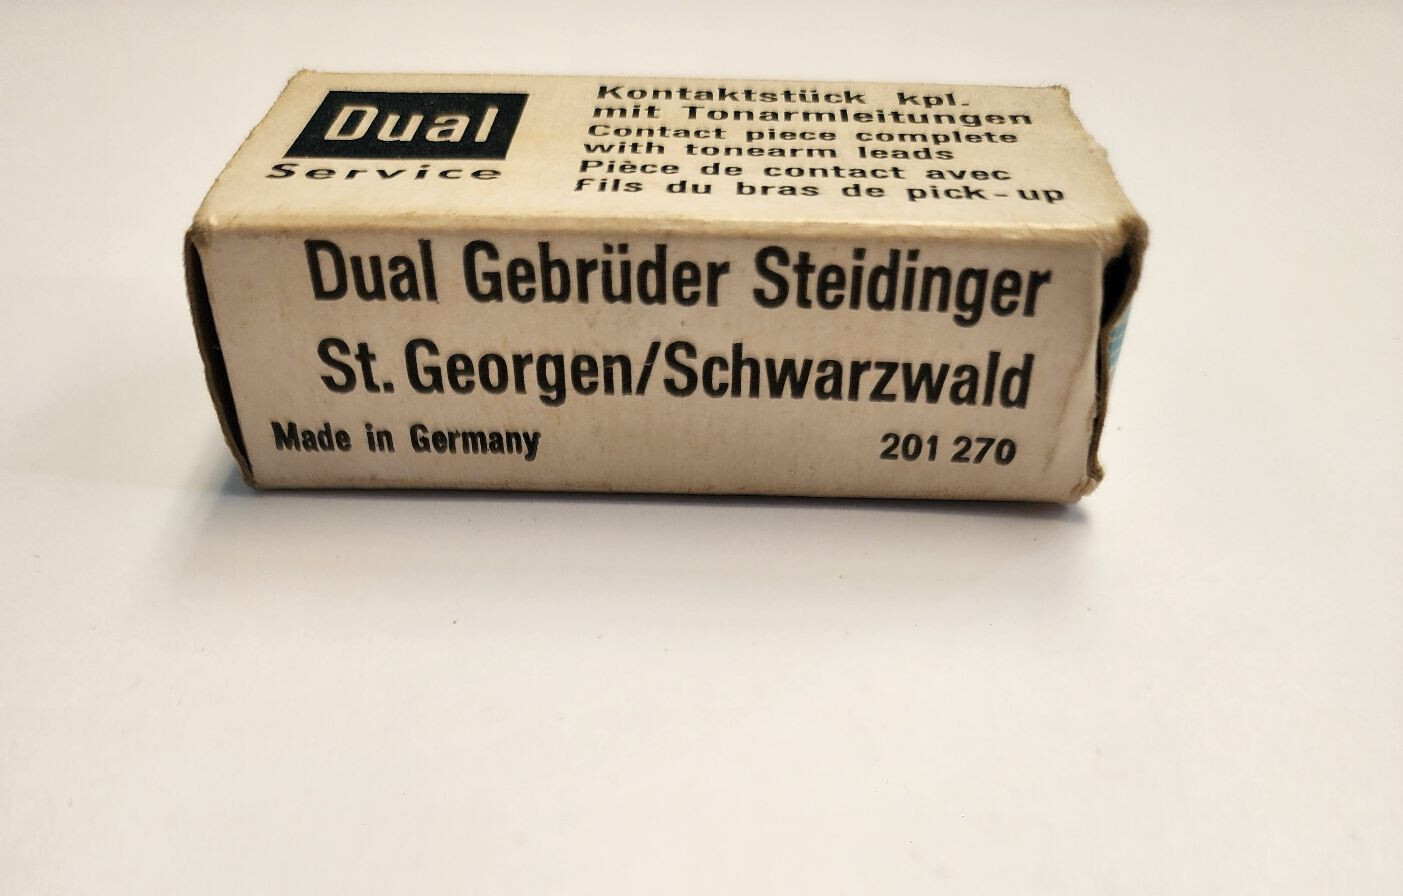 Dual
Service
Kontaktstück kpl.
mit Tonarmleitungen
Contact piece complete
with tonearm leads
Pièce de contact avec
fils du bras de pick-up
Dual Gebrüder Steidinger
St. Georgen/Schwarzwald
Made in Germany 201 270